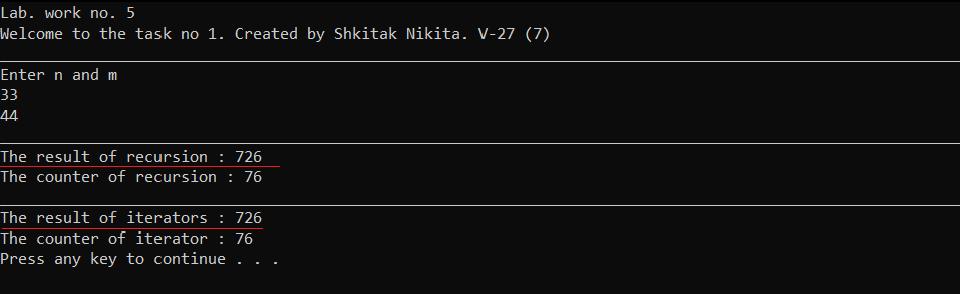 Lab. work no. 5
Welcome to the task no 1. Created by Shkitak Nikita. V-27 (7)
Enter n and m
33
44
The result of recursion : 726
The counter of recursion : 76
The result of iterators : 726
The counter of iterator : 76
Press any key to continue . . .